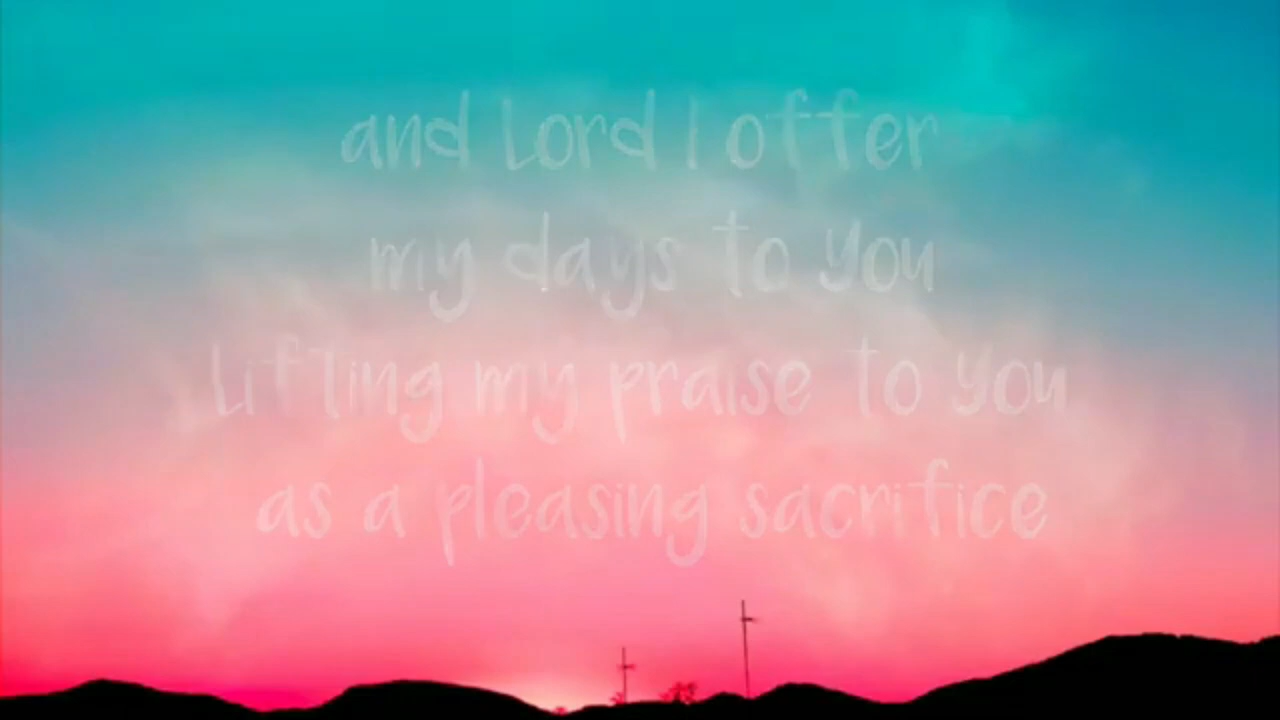 and Lord I offer
my days to You
Lifting my praise to You
as a pleasing sacrifice